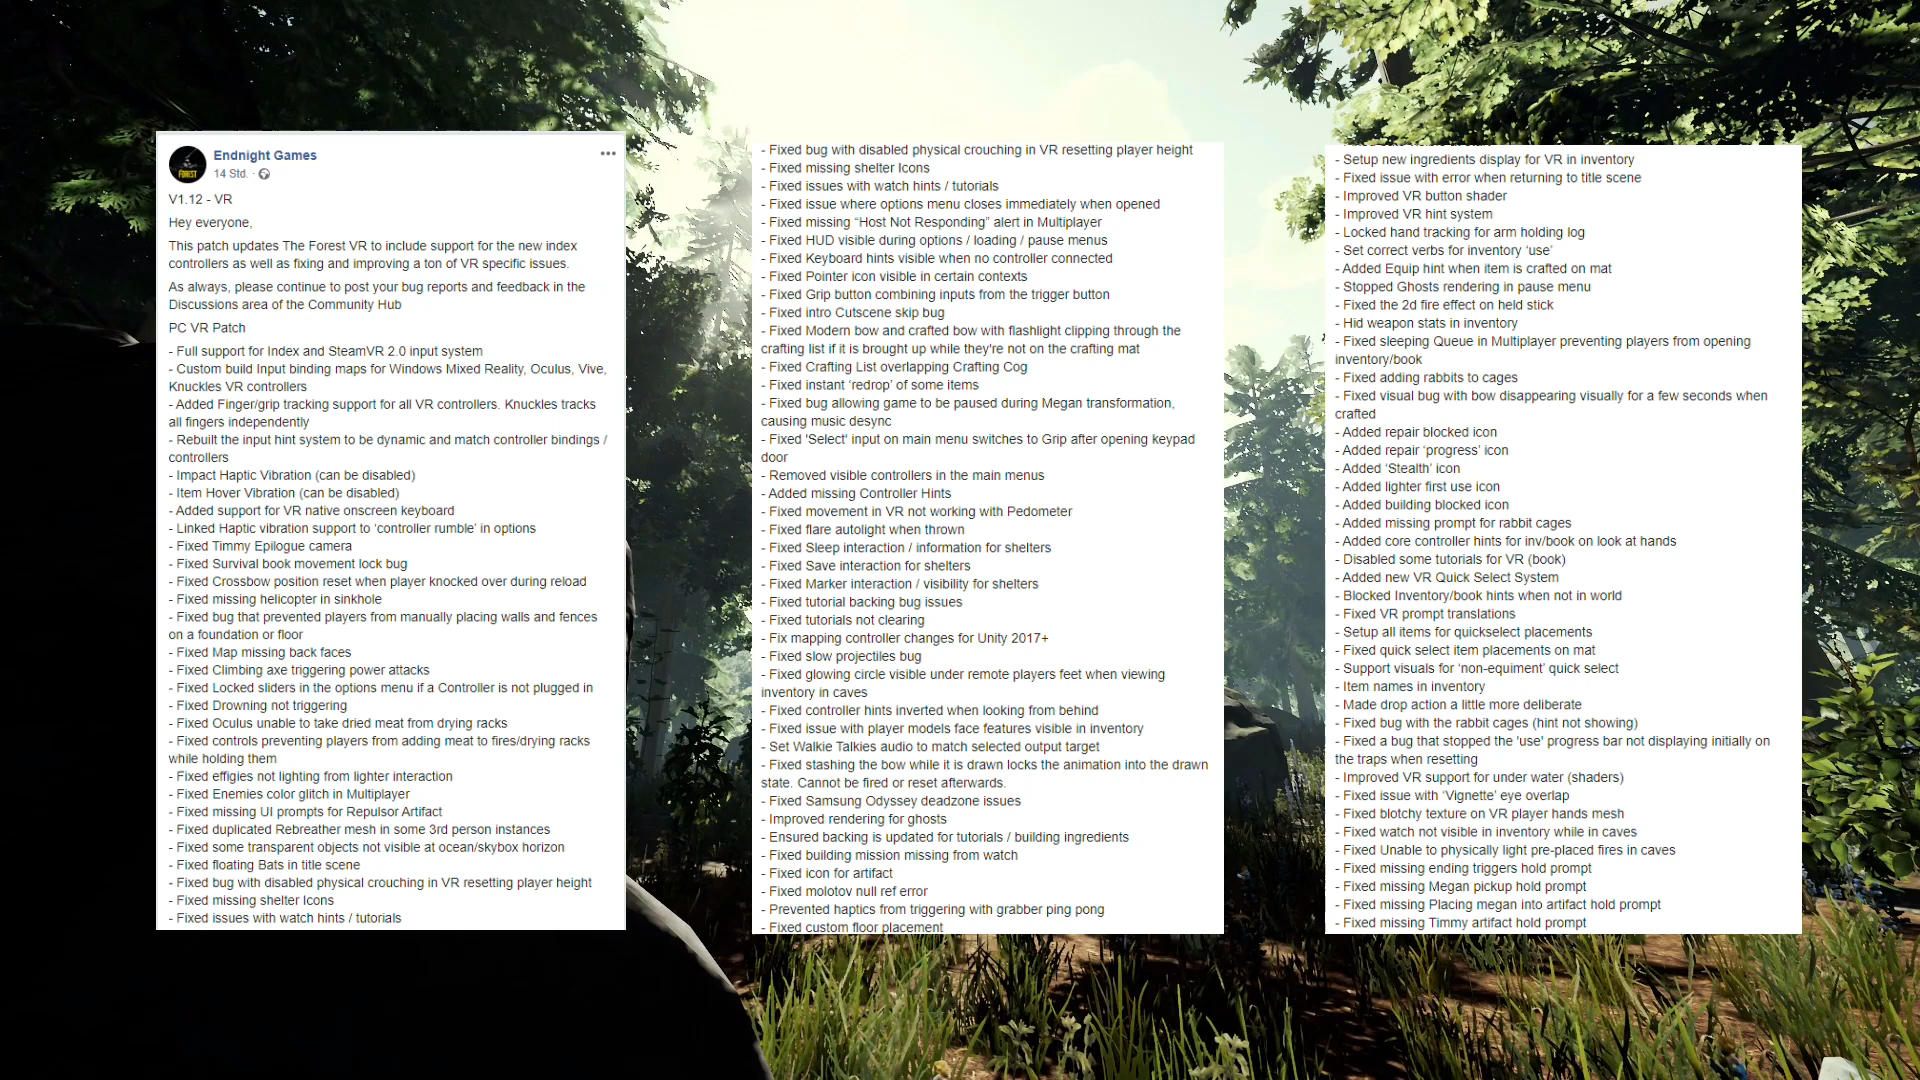 Endnight Games
14 Std. ·
V1.12 - VR
Hey everyone,
This patch updates The Forest VR to include support for the new index
controllers as well as fixing and improving a ton of VR specific issues.
As always, please continue to post your bug reports and feedback in the
Discussions area of the Community Hub
PC VR Patch
- Full support for Index and SteamVR 2.0 input system
- Custom build Input binding maps for Windows Mixed Reality, Oculus, Vive,
Knuckles VR controllers
- Added Finger/grip tracking support for all VR controllers. Knuckles tracks
all fingers independently
- Rebuilt the input hint system to be dynamic and match controller bindings /
controllers
- Impact Haptic Vibration (can be disabled)
- Item Hover Vibration (can be disabled)
- Added support for VR native onscreen keyboard
- Linked Haptic vibration support to ‘controller rumble’ in options
- Fixed Timmy Epilogue camera
- Fixed Survival book movement lock bug
- Fixed Crossbow position reset when player knocked over during reload
- Fixed missing helicopter in sinkhole
- Fixed bug that prevented players from manually placing walls and fences
on a foundation or floor
- Fixed Map missing back faces
- Fixed Climbing axe triggering power attacks
- Fixed Locked sliders in the options menu if a Controller is not plugged in
- Fixed Drowning not triggering
- Fixed Oculus unable to take dried meat from drying racks
- Fixed controls preventing players from adding meat to fires/drying racks
while holding them
- Fixed effigies not lighting from lighter interaction
- Fixed Enemies color glitch in Multiplayer
- Fixed missing UI prompts for Repulsor Artifact
- Fixed duplicated Rebreather mesh in some 3rd person instances
- Fixed some transparent objects not visible at ocean/skybox horizon
- Fixed floating Bats in title scene
- Fixed bug with disabled physical crouching in VR resetting player height
- Fixed missing shelter Icons
- Fixed issues with watch hints / tutorials
- Fixed bug with disabled physical crouching in VR resetting player height
- Fixed missing shelter Icons
- Fixed issues with watch hints / tutorials
- Fixed issue where options menu closes immediately when opened
- Fixed missing “Host Not Responding” alert in Multiplayer
- Fixed HUD visible during options / loading / pause menus
- Fixed Keyboard hints visible when no controller connected
- Fixed Pointer icon visible in certain contexts
- Fixed Grip button combining inputs from the trigger button
- Fixed intro Cutscene skip bug
- Fixed Modern bow and crafted bow with flashlight clipping through the
crafting list if it is brought up while they're not on the crafting mat
- Fixed Crafting List overlapping Crafting Cog
- Fixed instant ‘redrop’ of some items
- Fixed bug allowing game to be paused during Megan transformation,
causing music desync
- Fixed 'Select' input on main menu switches to Grip after opening keypad
door
- Removed visible controllers in the main menus
- Added missing Controller Hints
- Fixed movement in VR not working with Pedometer
- Fixed flare autolight when thrown
- Fixed Sleep interaction / information for shelters
- Fixed Save interaction for shelters
- Fixed Marker interaction / visibility for shelters
- Fixed tutorial backing bug issues
- Fixed tutorials not clearing
- Fix mapping controller changes for Unity 2017+
- Fixed slow projectiles bug
- Fixed glowing circle visible under remote players feet when viewing
inventory in caves
- Fixed controller hints inverted when looking from behind
- Fixed issue with player models face features visible in inventory
- Set Walkie Talkies audio to match selected output target
- Fixed stashing the bow while it is drawn locks the animation into the drawn
state. Cannot be fired or reset afterwards.
- Fixed Samsung Odyssey deadzone issues
- Improved rendering for ghosts
- Ensured backing is updated for tutorials / building ingredients
- Fixed building mission missing from watch
- Fixed icon for artifact
- Fixed molotov null ref error
- Prevented haptics from triggering with grabber ping pong
- Fixed custom floor placement
- Setup new ingredients display for VR in inventory
- Fixed issue with error when returning to title scene
- Improved VR button shader
- Improved VR hint system
- Locked hand tracking for arm holding log
- Set correct verbs for inventory ‘use’
- Added Equip hint when item is crafted on mat
- Stopped Ghosts rendering in pause menu
- Fixed the 2d fire effect on held stick
- Hid weapon stats in inventory
- Fixed sleeping Queue in Multiplayer preventing players from opening
inventory/book
- Fixed adding rabbits to cages
- Fixed visual bug with bow disappearing visually for a few seconds when
crafted
- Added repair blocked icon
- Added repair ‘progress’ icon
- Added ‘Stealth’ icon
- Added lighter first use icon
- Added building blocked icon
- Added missing prompt for rabbit cages
- Added core controller hints for inv/book on look at hands
- Disabled some tutorials for VR (book)
- Added new VR Quick Select System
- Blocked Inventory/book hints when not in world
- Fixed VR prompt translations
- Setup all items for quickselect placements
- Fixed quick select item placements on mat
- Support visuals for ‘non-equiment’ quick select
- Item names in inventory
- Made drop action a little more deliberate
- Fixed bug with the rabbit cages (hint not showing)
- Fixed a bug that stopped the 'use' progress bar not displaying initially on
the traps when resetting
- Improved VR support for under water (shaders)
- Fixed issue with ‘Vignette’ eye overlap
- Fixed blotchy texture on VR player hands mesh
- Fixed watch not visible in inventory while in caves
- Fixed Unable to physically light pre-placed fires in caves
- Fixed missing ending triggers hold prompt
- Fixed missing Megan pickup hold prompt
- Fixed missing Placing megan into artifact hold prompt
- Fixed missing Timmy artifact hold prompt